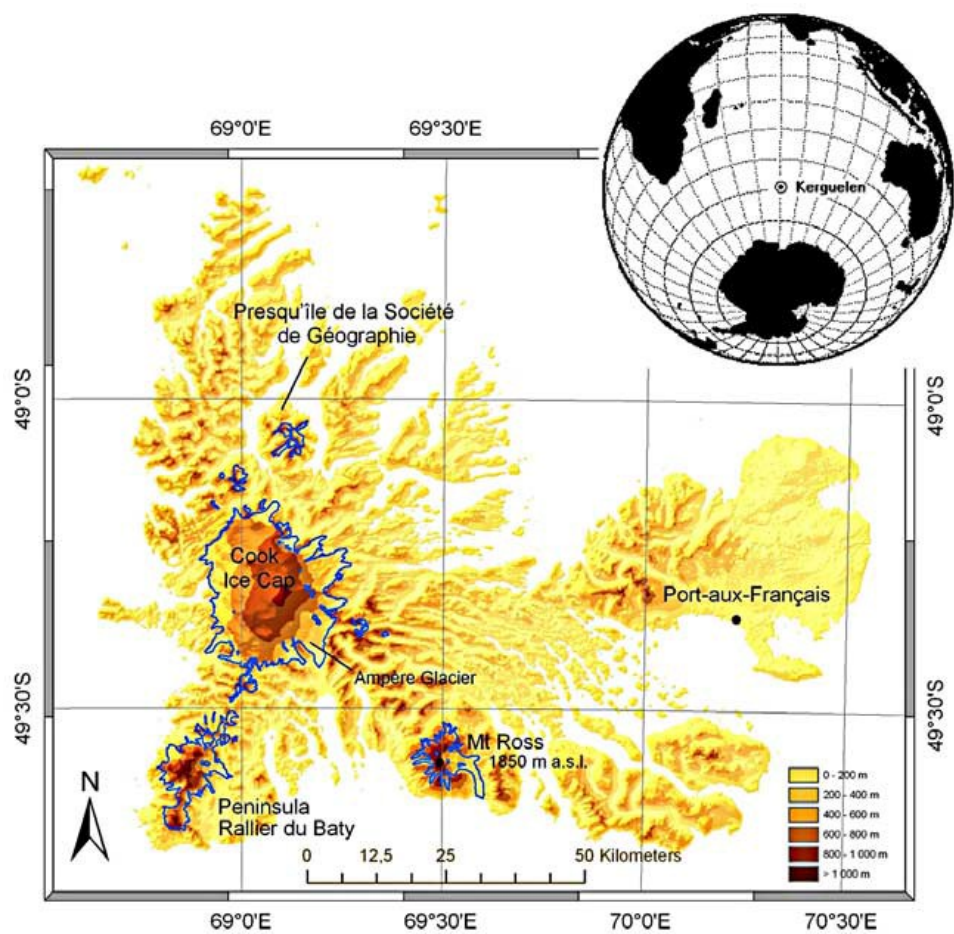 69°0'E
69°30'E
Kerguelen
Presqu'île de la Société
de Géographie
49°0'S
49°0'S
Cook
Ice Cap
Port-aux-Français
Ampère Glacier
49°30'S
49°30'S
Mt Ross
1850 m a.s.l.
N
Peninsula
Rallier du Baty
0 12,5 25 50 Kilometers
0 - 200 m
200 - 400 m
400 - 600 m
600 - 800 m
800 - 1 000 m
> 1 000 m
69°0'E
69°30'E
70°0'E
70°30'E